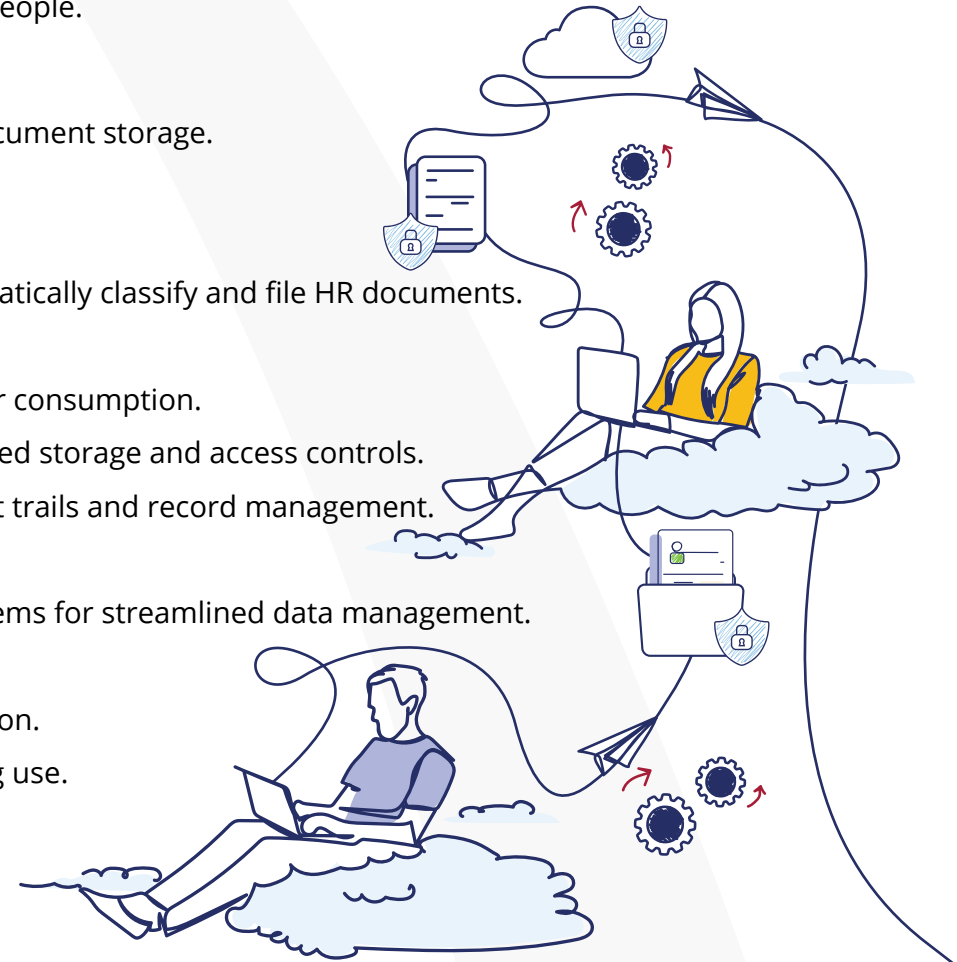 eople.
cument storage.
atically classify and file HR documents.
r consumption.
ed storage and access controls.
t trails and record management.
ems for streamlined data management.
on.
g use.